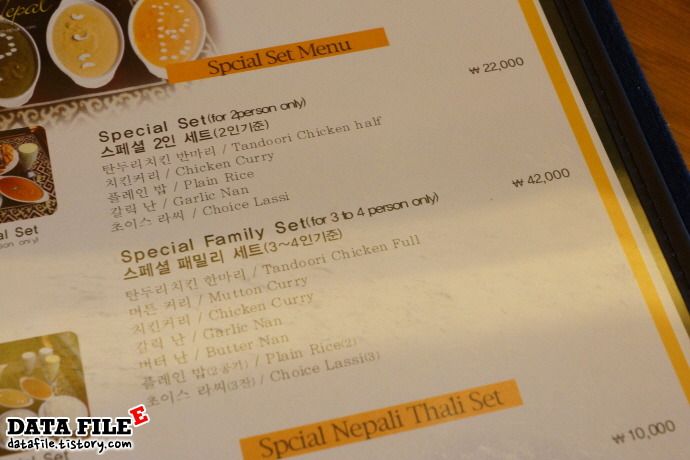 Nepal
Spcial Set Menu
Special Set(for 2person only)
₩ 22,000
스페셜 2인 세트(2인기준)
탄두리치킨 반마리 / Tandoori Chicken half
치킨커리 / Chicken Curry
플레인 밥 / Plain Rice
갈릭 난 / Garlic Nan
초이스 라씨 / Choice Lassi
Special Family Set(for 3 to 4 person only)
₩ 42,000
스페셜 패밀리 세트(3~4인기준)
탄두리치킨 한마리 / Tandoori Chicken Full
머튼 커리 / Mutton Curry
치킨커리 / Chicken Curry
갈릭 난 / Garlic Nan
버터 난 / Butter Nan
플레인 밥(2공기) / Plain Rice(2)
초이스 라씨(3잔) / Choice Lassi(3)
al Set
son only)
Spcial Nepali Thali Set
₩ 10,000
l Set
DATA FILE E
datafile.tistory.com